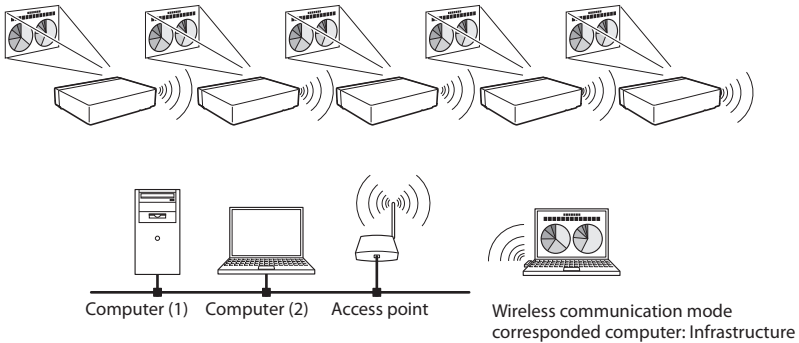 Computer (1) Computer (2) Access point
Wireless communication mode
corresponded computer: Infrastructure